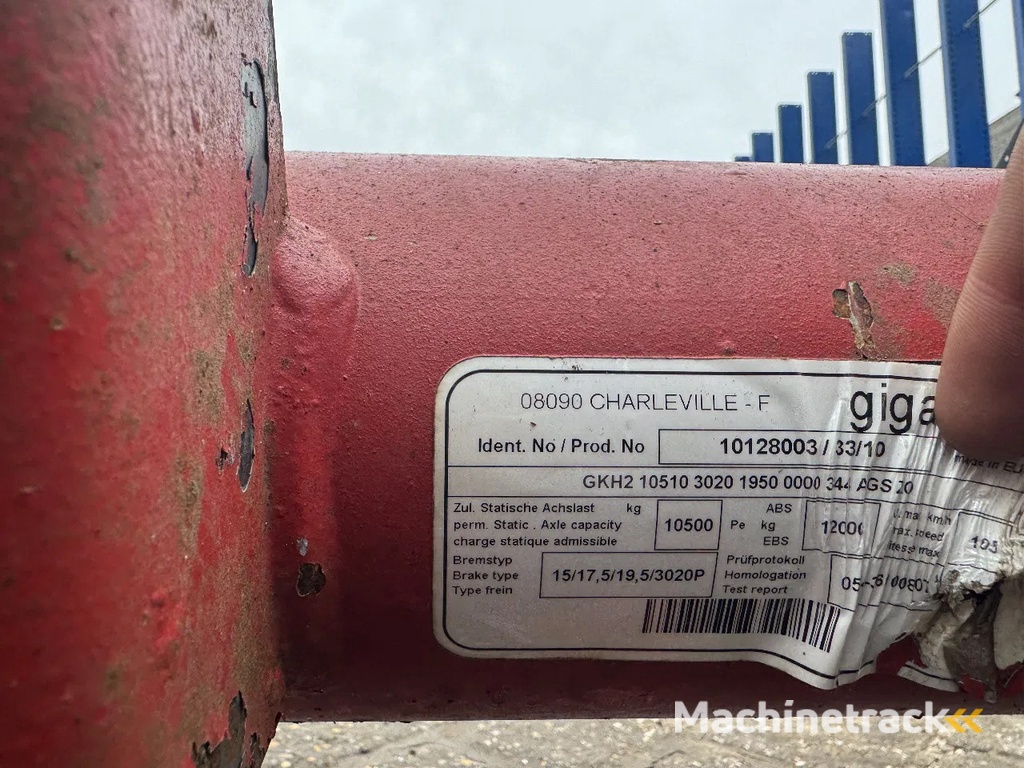 08090 CHARLEVILLE - F giga
Ident. No / Prod. No 10128003 / 33/10
GKH2 10510 3020 1950 0000 344 AGS 20
Zul. Statische Achslast kg
perm. Static . Axle capacity
charge statique admissible
10500
ABS
Pe kg
EBS
105
Bremstyp
Brake type
Type frein
15/17,5/19,5/3020P
Prüfprotokoll
Homologation
Test report
Machinetrack